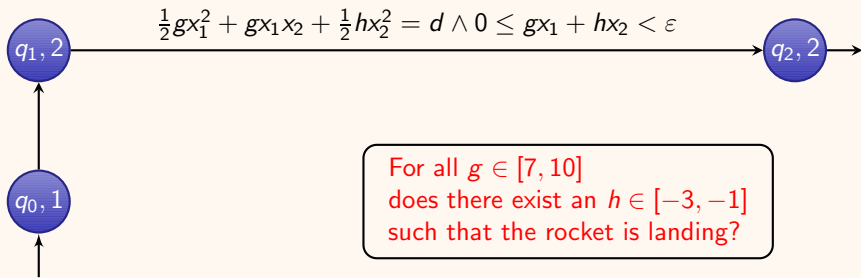 ½gx₁² + gx₁x₂ + ½hx₂² = d ∧ 0 ≤ gx₁ + hx₂ < ε
q₁, 2
q₂, 2
For all g ∈ [7, 10]
does there exist an h ∈ [−3, −1]
such that the rocket is landing?
q₀, 1